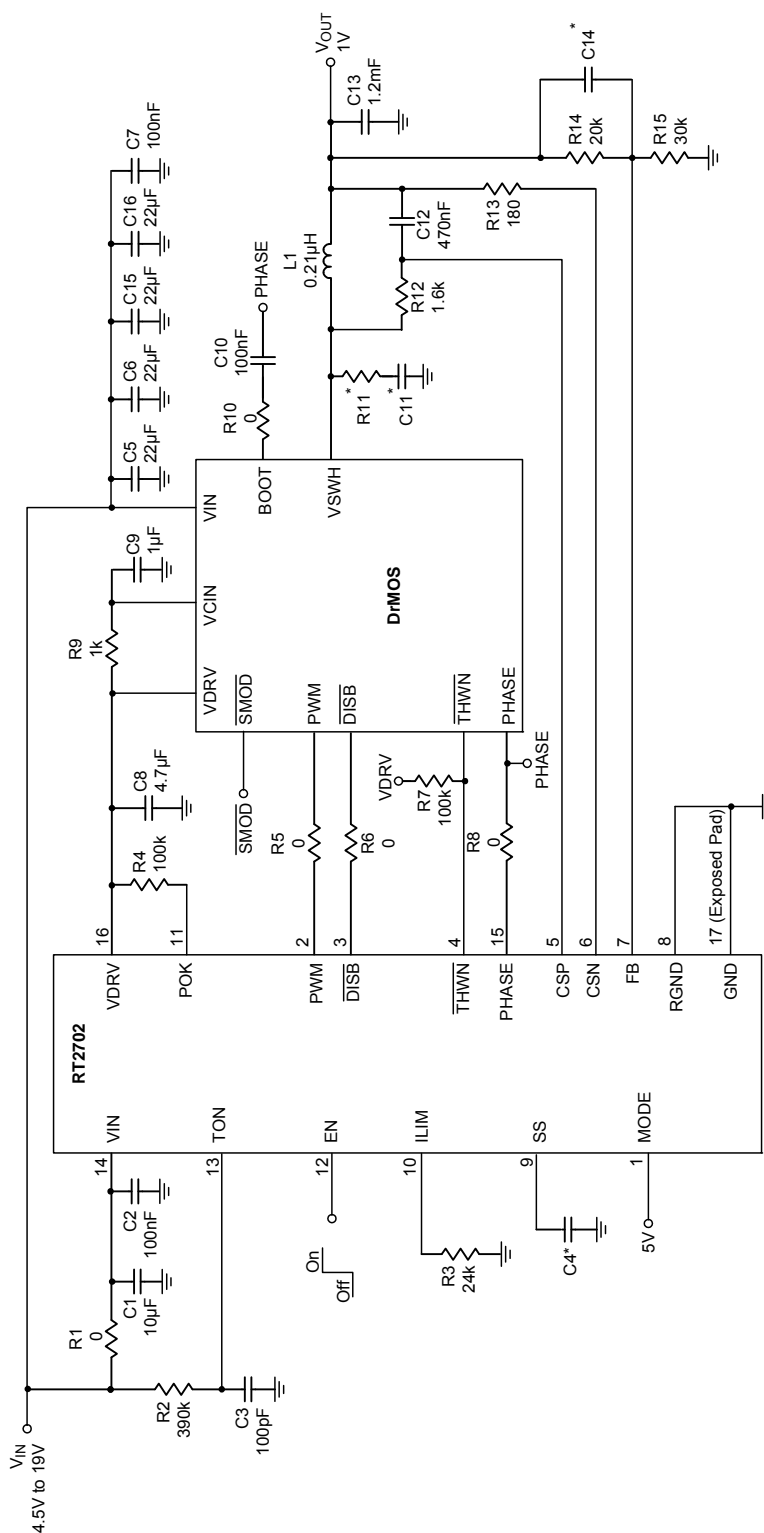 VIN
4.5V to 19V
R1
0
C1
10µF
C2
100nF
R2
390k
C3
100pF
On
Off
R3
24k
C4*
5V
14
13
12
10
9
1
RT2702
VIN
TON
EN
ILIM
SS
MODE
VDRV
POK
PWM
DISB
THWN
PHASE
CSP
CSN
FB
RGND
GND
16
11
2
3
4
15
5
6
7
8
17 (Exposed Pad)
R4
100k
C8
4.7µF
R9
1k
C9
1µF
SMOD
R5
0
R6
0
VDRV
R7
100k
R8
0
PHASE
DrMOS
VDRV
VCIN
VIN
SMOD
PWM
DISB
THWN
PHASE
BOOT
VSWH
C5
22µF
C6
22µF
C15
22µF
C16
22µF
C7
100nF
R10
0
C10
100nF
PHASE
R11
*
C11
*
L1
0.21µH
R12
1.6k
C12
470nF
R13
180
VOUT
1V
C13
1.2mF
R14
20k
C14
*
R15
30k